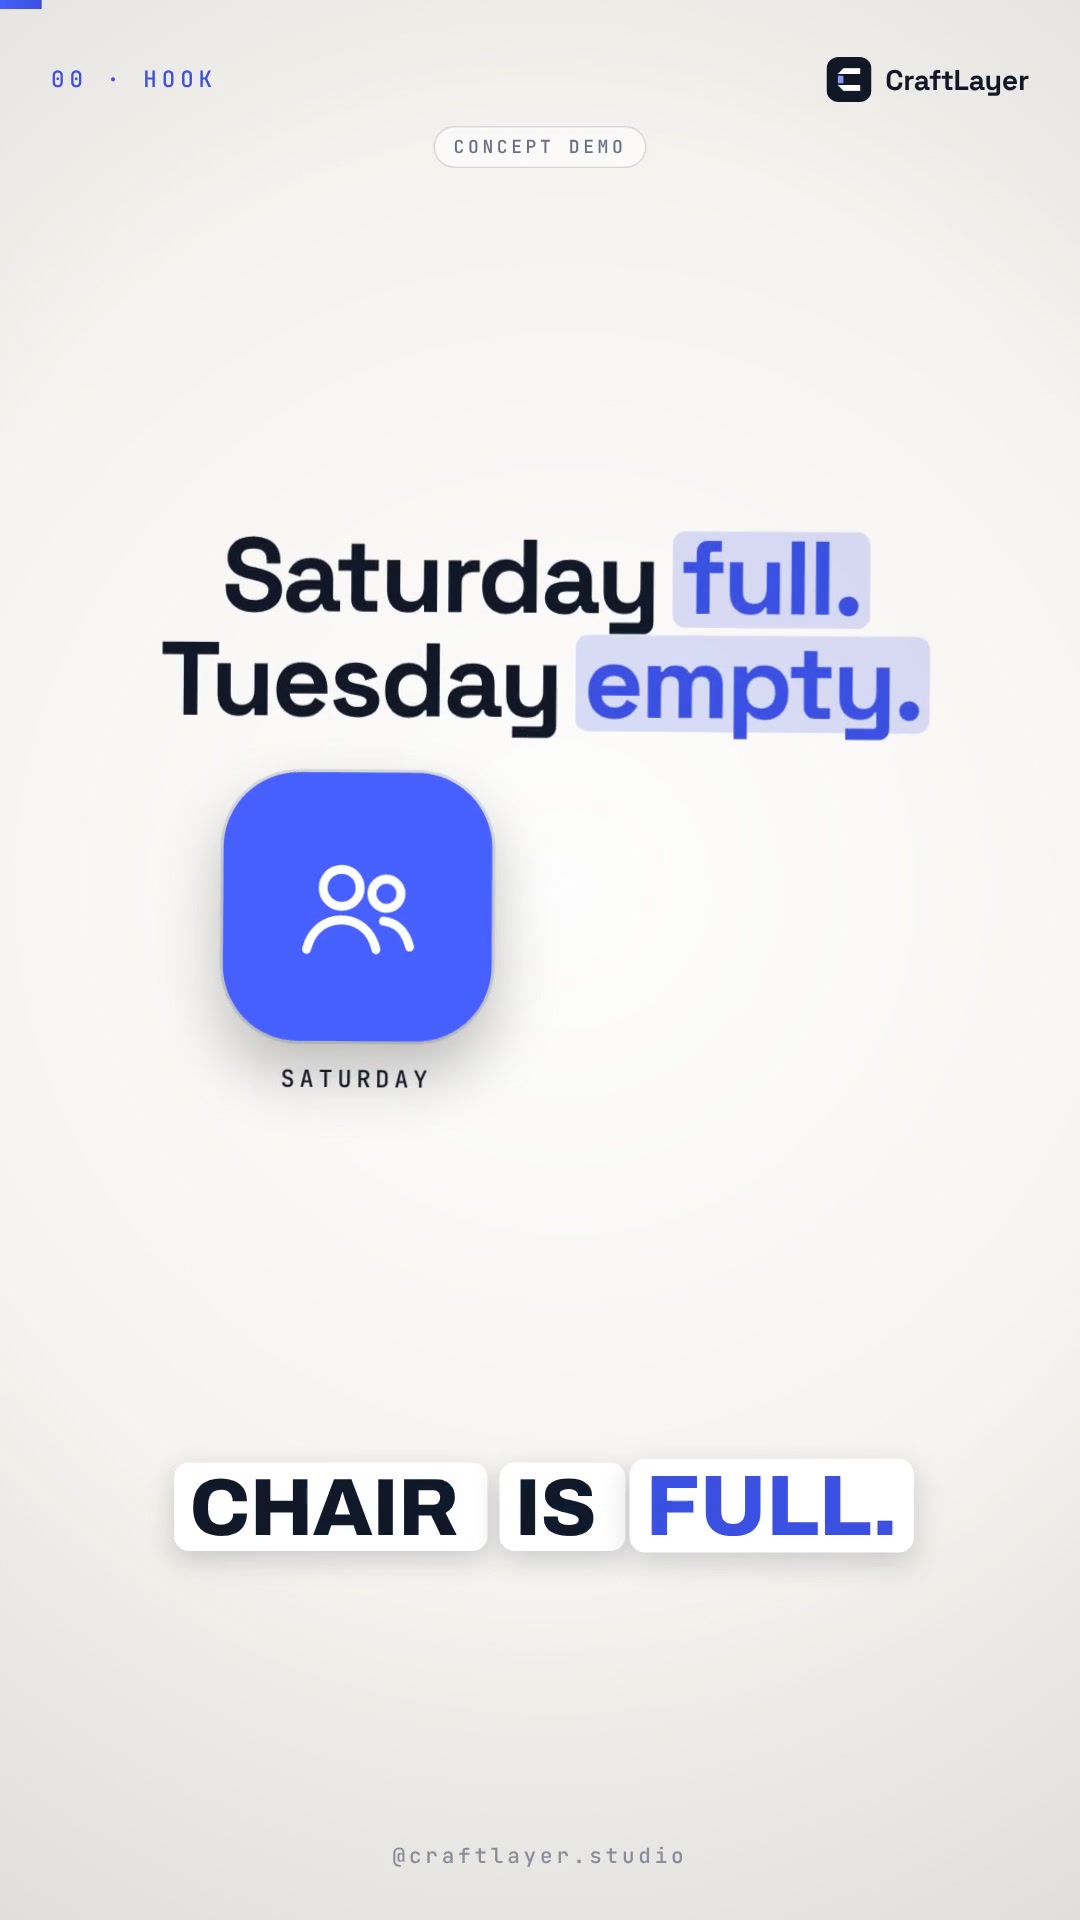 00 · HOOK
CraftLayer
CONCEPT DEMO
Saturday full.
Tuesday empty.
SATURDAY
CHAIR IS FULL.
@craftlayer.studio